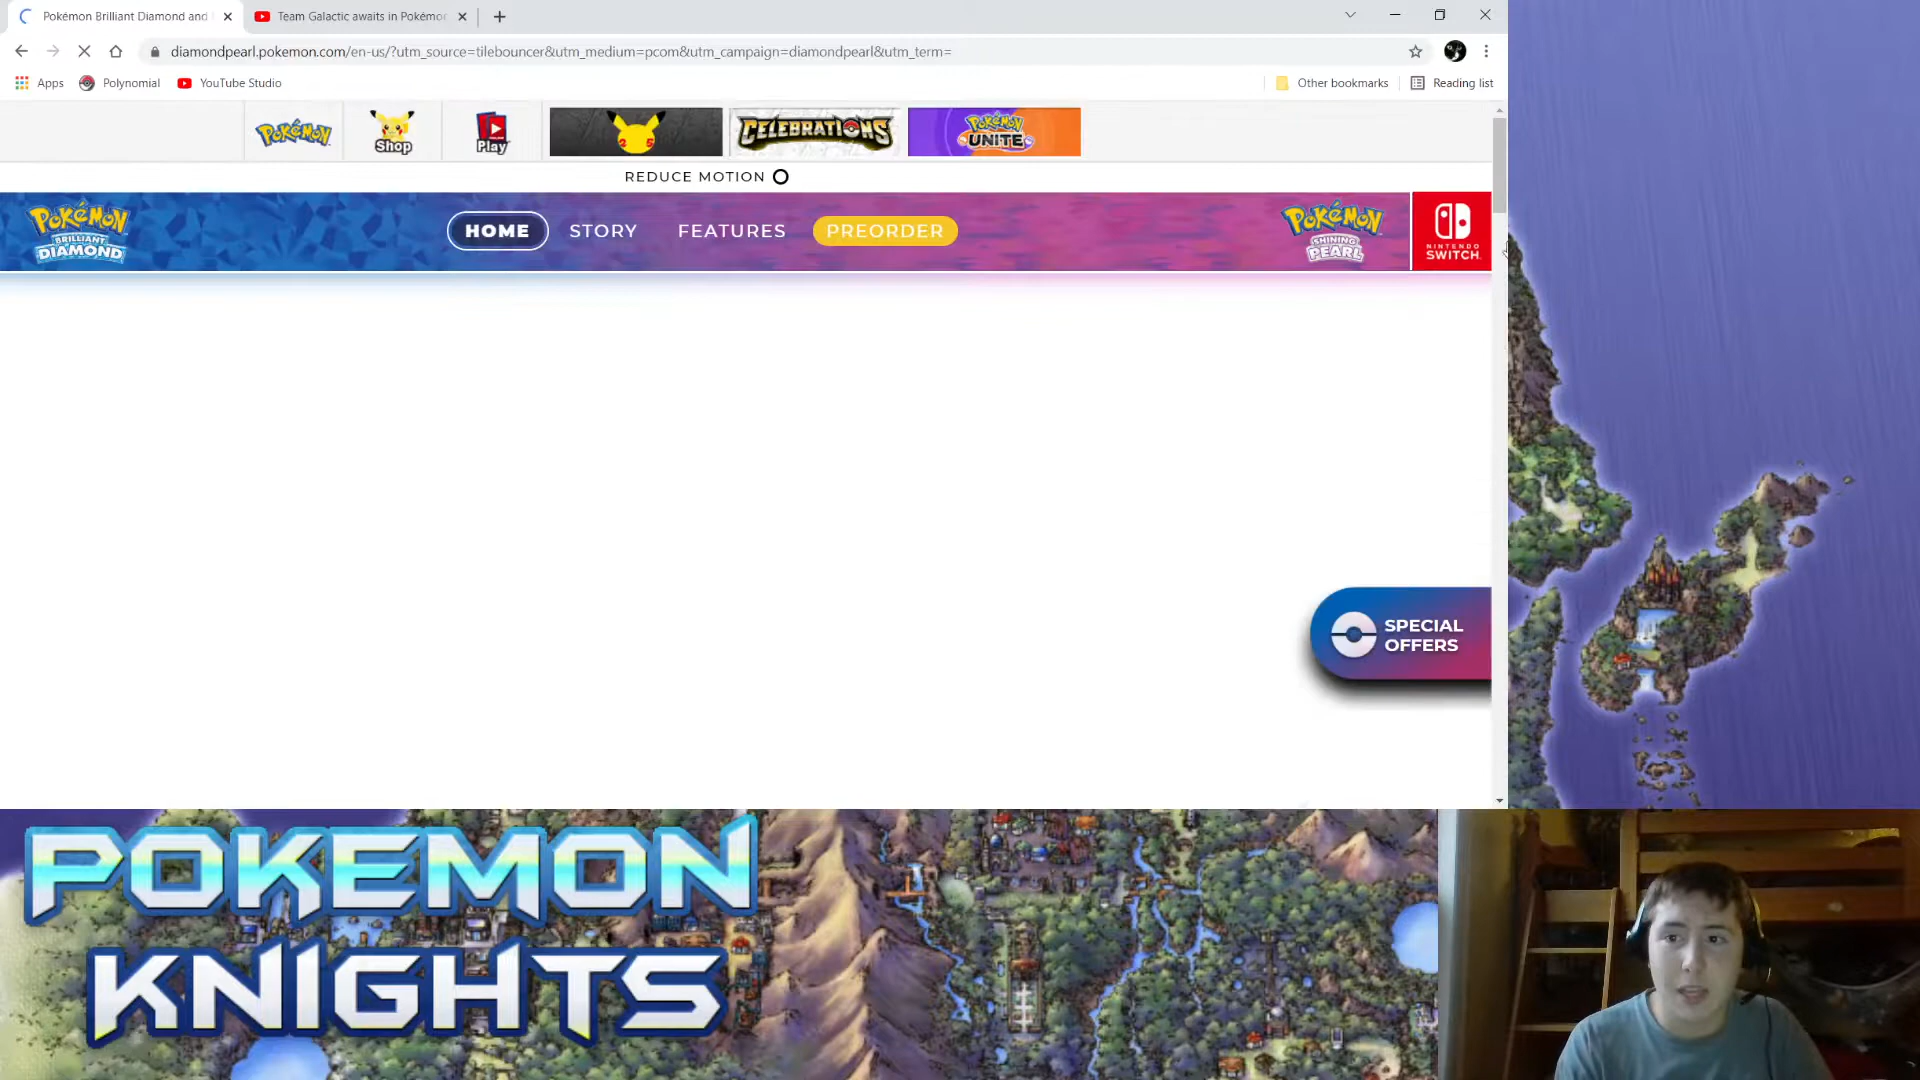 Pokémon Brilliant Diamond and
Team Galactic awaits in Pokémon
diamondpearl.pokemon.com/en-us/?utm_source=tilebouncer&utm_medium=pcom&utm_campaign=diamondpearl&utm_term=
Apps
Polynomial
YouTube Studio
Other bookmarks
Reading list
POKéMON
Shop
Play
25
CELEBRATIONS
POKéMON
UNITE
REDUCE MOTION
POKéMON
BRILLIANT
DIAMOND
HOME
STORY
FEATURES
PREORDER
POKéMON
SHINING
PEARL
NINTENDO
SWITCH
SPECIAL
OFFERS
POKEMON
KNIGHTS